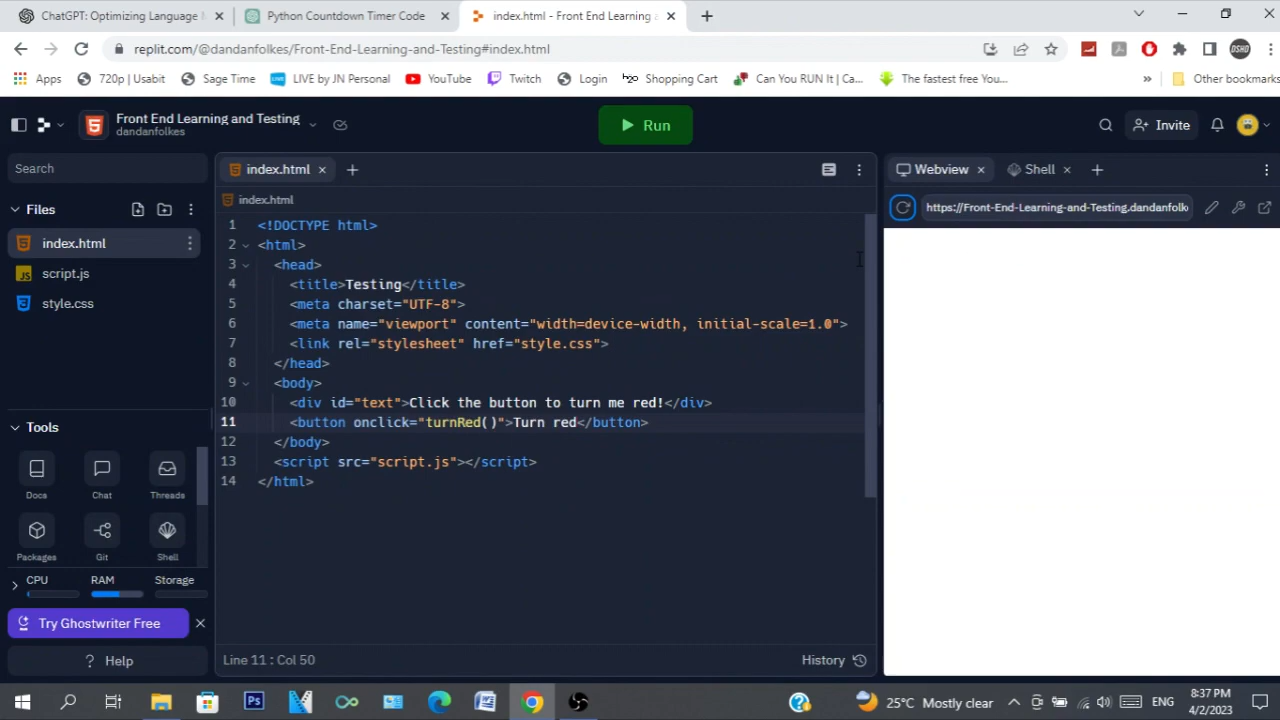 ChatGPT: Optimizing Language M
Python Countdown Timer Code
index.html - Front End Learning
replit.com/@dandanfolkes/Front-End-Learning-and-Testing#index.html
OSHO
Apps 720p | Usabit Sage Time LIVE by JN Personal YouTube Twitch Login H2O Shopping Cart Can You RUN It | Ca... The fastest free You... » Other bookmarks
Front End Learning and Testing
dandanfolkes
Run
Invite
Search
index.html
Webview
Shell
index.html
https://Front-End-Learning-and-Testing.dandanfolk
Files
index.html
script.js
style.css
1 <!DOCTYPE html>
2 <html>
3 <head>
4 <title>Testing</title>
5 <meta charset="UTF-8">
6 <meta name="viewport" content="width=device-width, initial-scale=1.0">
7 <link rel="stylesheet" href="style.css">
8 </head>
9 <body>
10 <div id="text">Click the button to turn me red!</div>
11 <button onclick="turnRed()">Turn red</button>
12 </body>
13 <script src="script.js"></script>
14 </html>
Tools
Docs Chat Threads
Packages Git Shell
CPU RAM Storage
Try Ghostwriter Free
? Help
Line 11 : Col 50
History
Ps
25°C Mostly clear
ENG
8:37 PM
4/2/2023